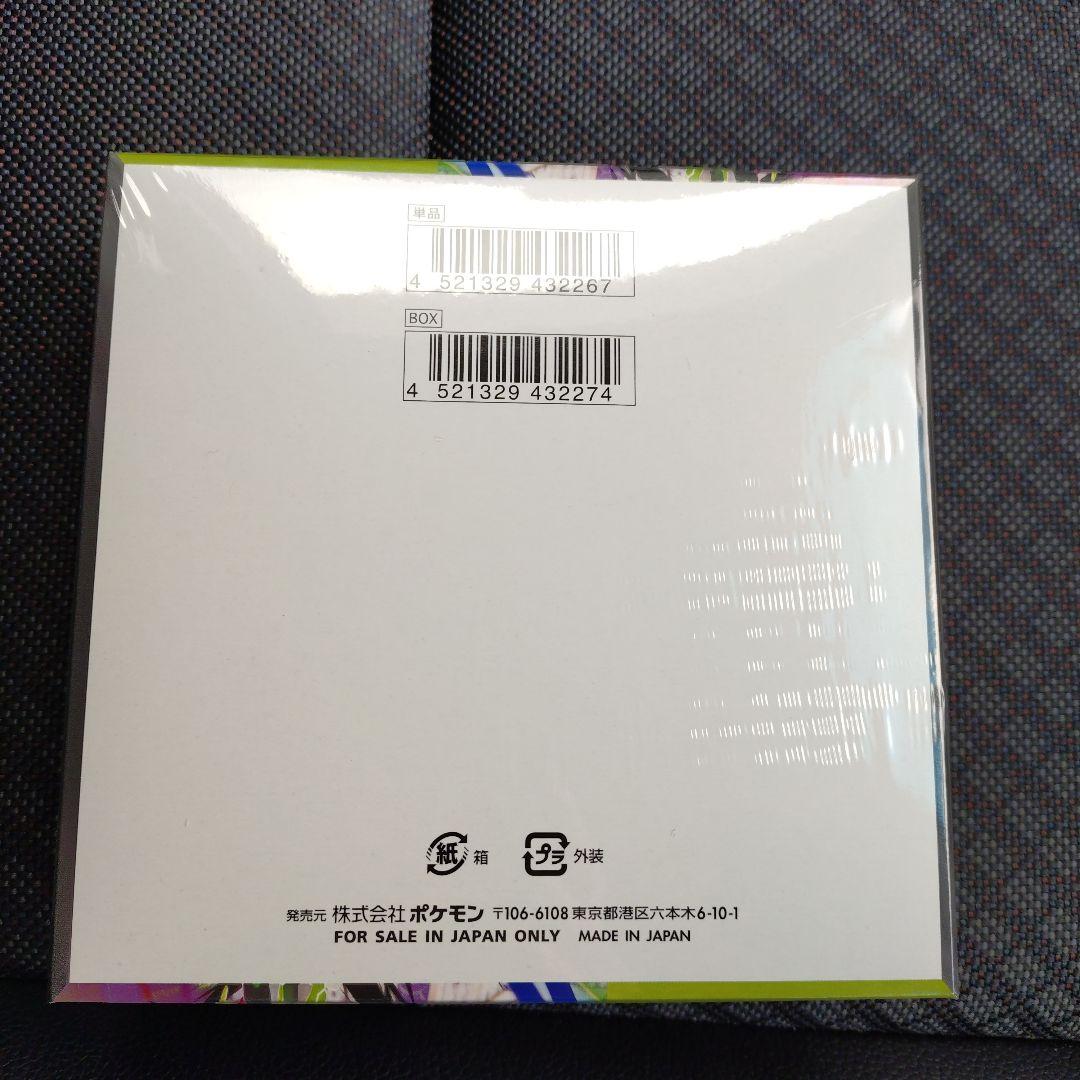 単品
4 521329 432267
BOX
4 521329 432274
紙 箱 プラ 外装
発売元 株式会社ポケモン 〒106-6108 東京都港区六本木6-10-1
FOR SALE IN JAPAN ONLY MADE IN JAPAN